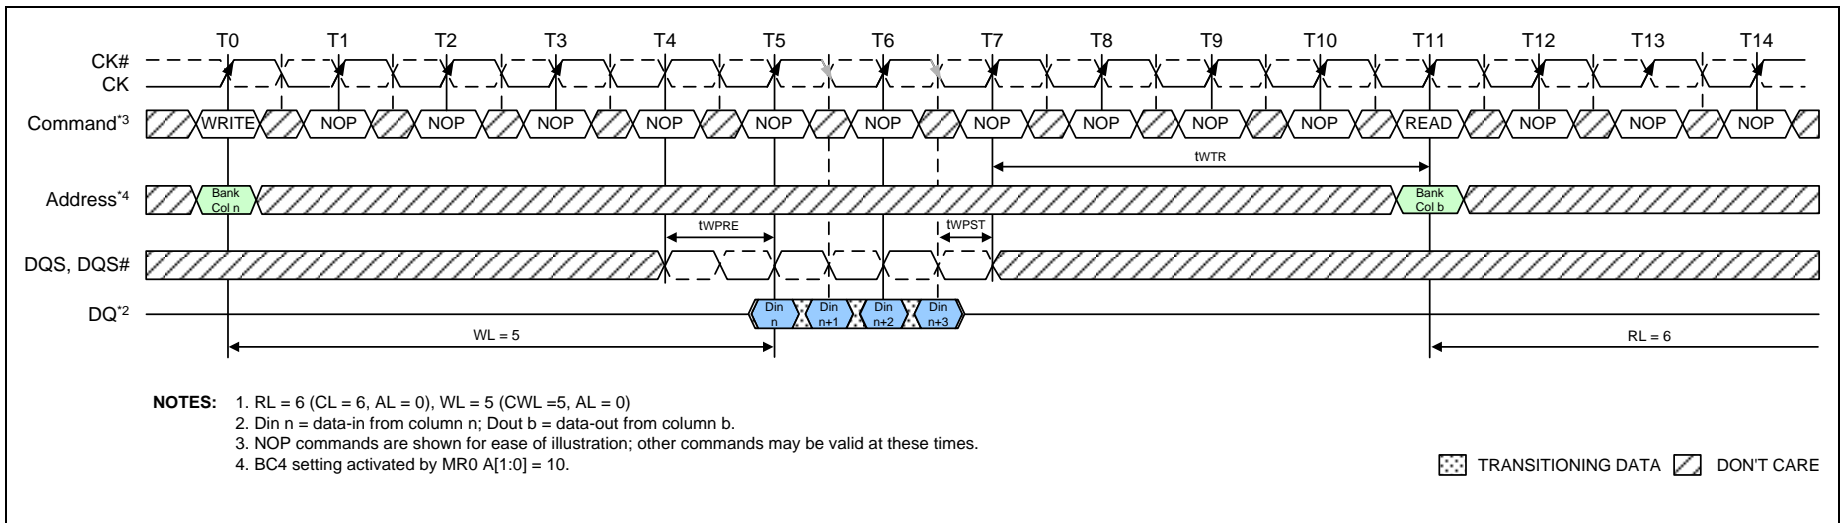 T0 T1 T2 T3 T4 T5 T6 T7 T8 T9 T10 T11 T12 T13 T14
CK#
CK
Command*3 WRITE NOP NOP NOP NOP NOP NOP NOP NOP NOP NOP READ NOP NOP NOP
tWTR
Address*4 Bank Col n Bank Col b
tWPRE tWPST
DQS, DQS#
DQ*2 Din n Din n+1 Din n+2 Din n+3
WL = 5 RL = 6
NOTES: 1. RL = 6 (CL = 6, AL = 0), WL = 5 (CWL =5, AL = 0)
2. Din n = data-in from column n; Dout b = data-out from column b.
3. NOP commands are shown for ease of illustration; other commands may be valid at these times.
4. BC4 setting activated by MR0 A[1:0] = 10.
TRANSITIONING DATA DON'T CARE